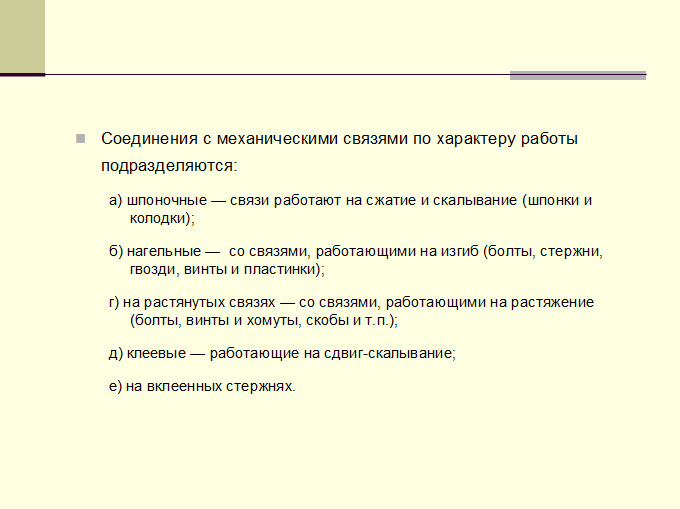 Соединения с механическими связями по характеру работы
подразделяются:
а) шпоночные — связи работают на сжатие и скалывание (шпонки и
колодки);
б) нагельные — со связями, работающими на изгиб (болты, стержни,
гвозди, винты и пластинки);
г) на растянутых связях — со связями, работающими на растяжение
(болты, винты и хомуты, скобы и т.п.);
д) клеевые — работающие на сдвиг-скалывание;
е) на вклеенных стержнях.